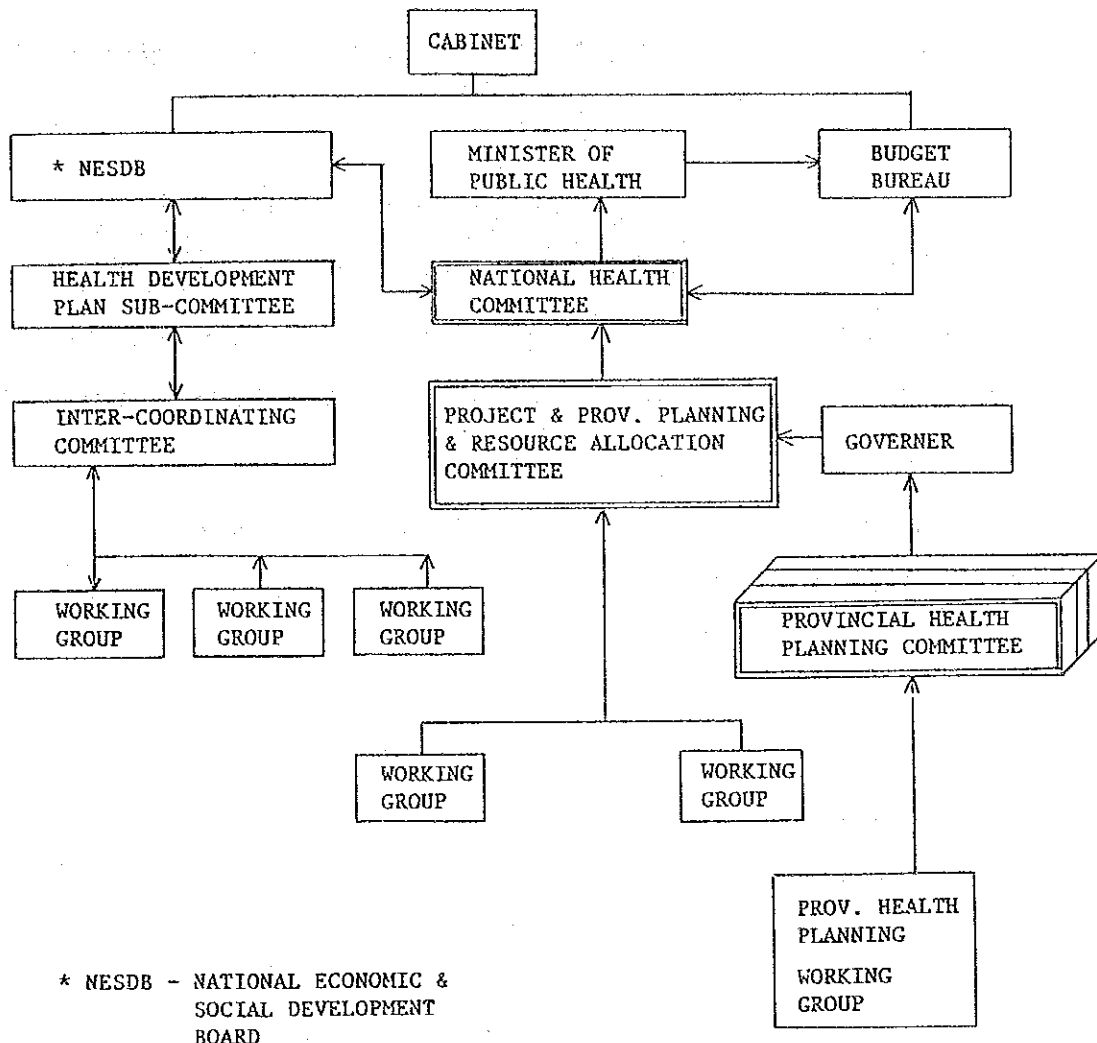 CABINET
* NESDB
MINISTER OF
PUBLIC HEALTH
BUDGET
BUREAU
HEALTH DEVELOPMENT
PLAN SUB-COMMITTEE
NATIONAL HEALTH
COMMITTEE
INTER-COORDINATING
COMMITTEE
PROJECT & PROV. PLANNING
& RESOURCE ALLOCATION
COMMITTEE
GOVERNER
WORKING
GROUP
WORKING
GROUP
WORKING
GROUP
PROVINCIAL HEALTH
PLANNING COMMITTEE
WORKING
GROUP
WORKING
GROUP
PROV. HEALTH
PLANNING
WORKING
GROUP
* NESDB - NATIONAL ECONOMIC &
SOCIAL DEVELOPMENT
BOARD